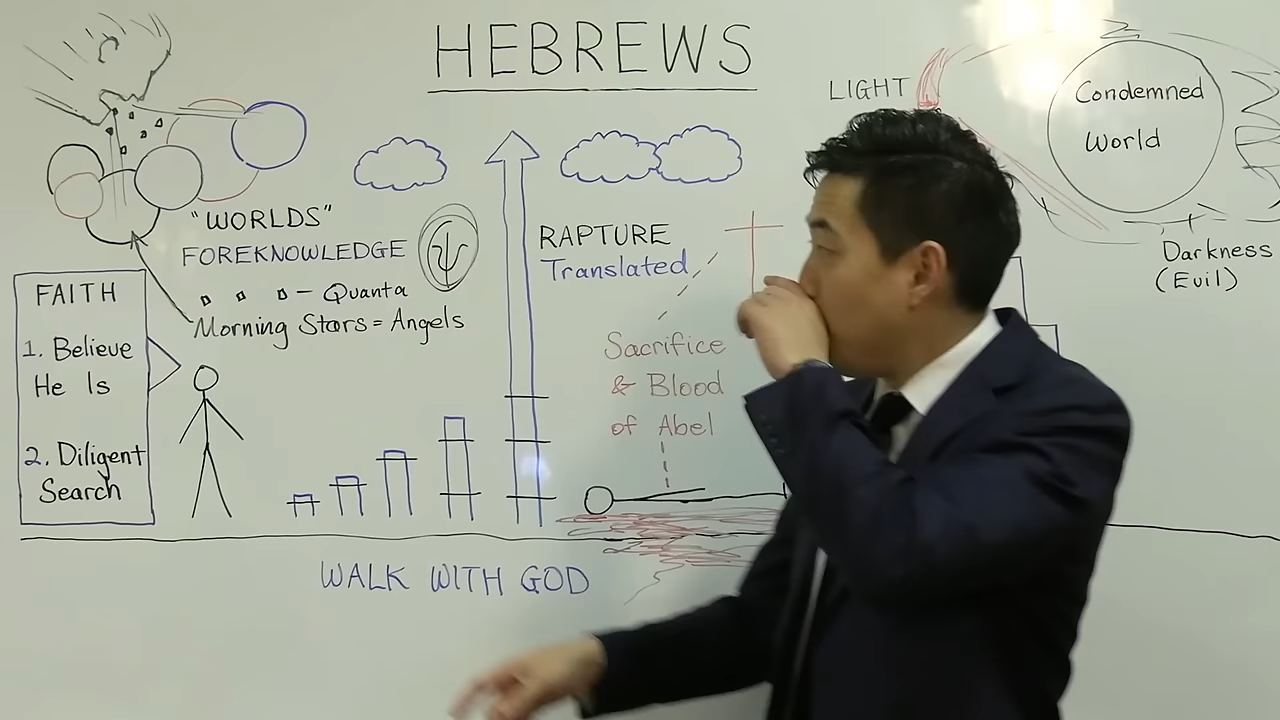 HEBREWS
LIGHT
Condemned
World
"WORLDS"
FOREKNOWLEDGE
Ψ
- Quanta
Morning Stars = Angels
RAPTURE
Translated
Darkness
(Evil)
FAITH
1. Believe
He Is
2. Diligent
Search
Sacrifice
& Blood
of Abel
WALK WITH GOD